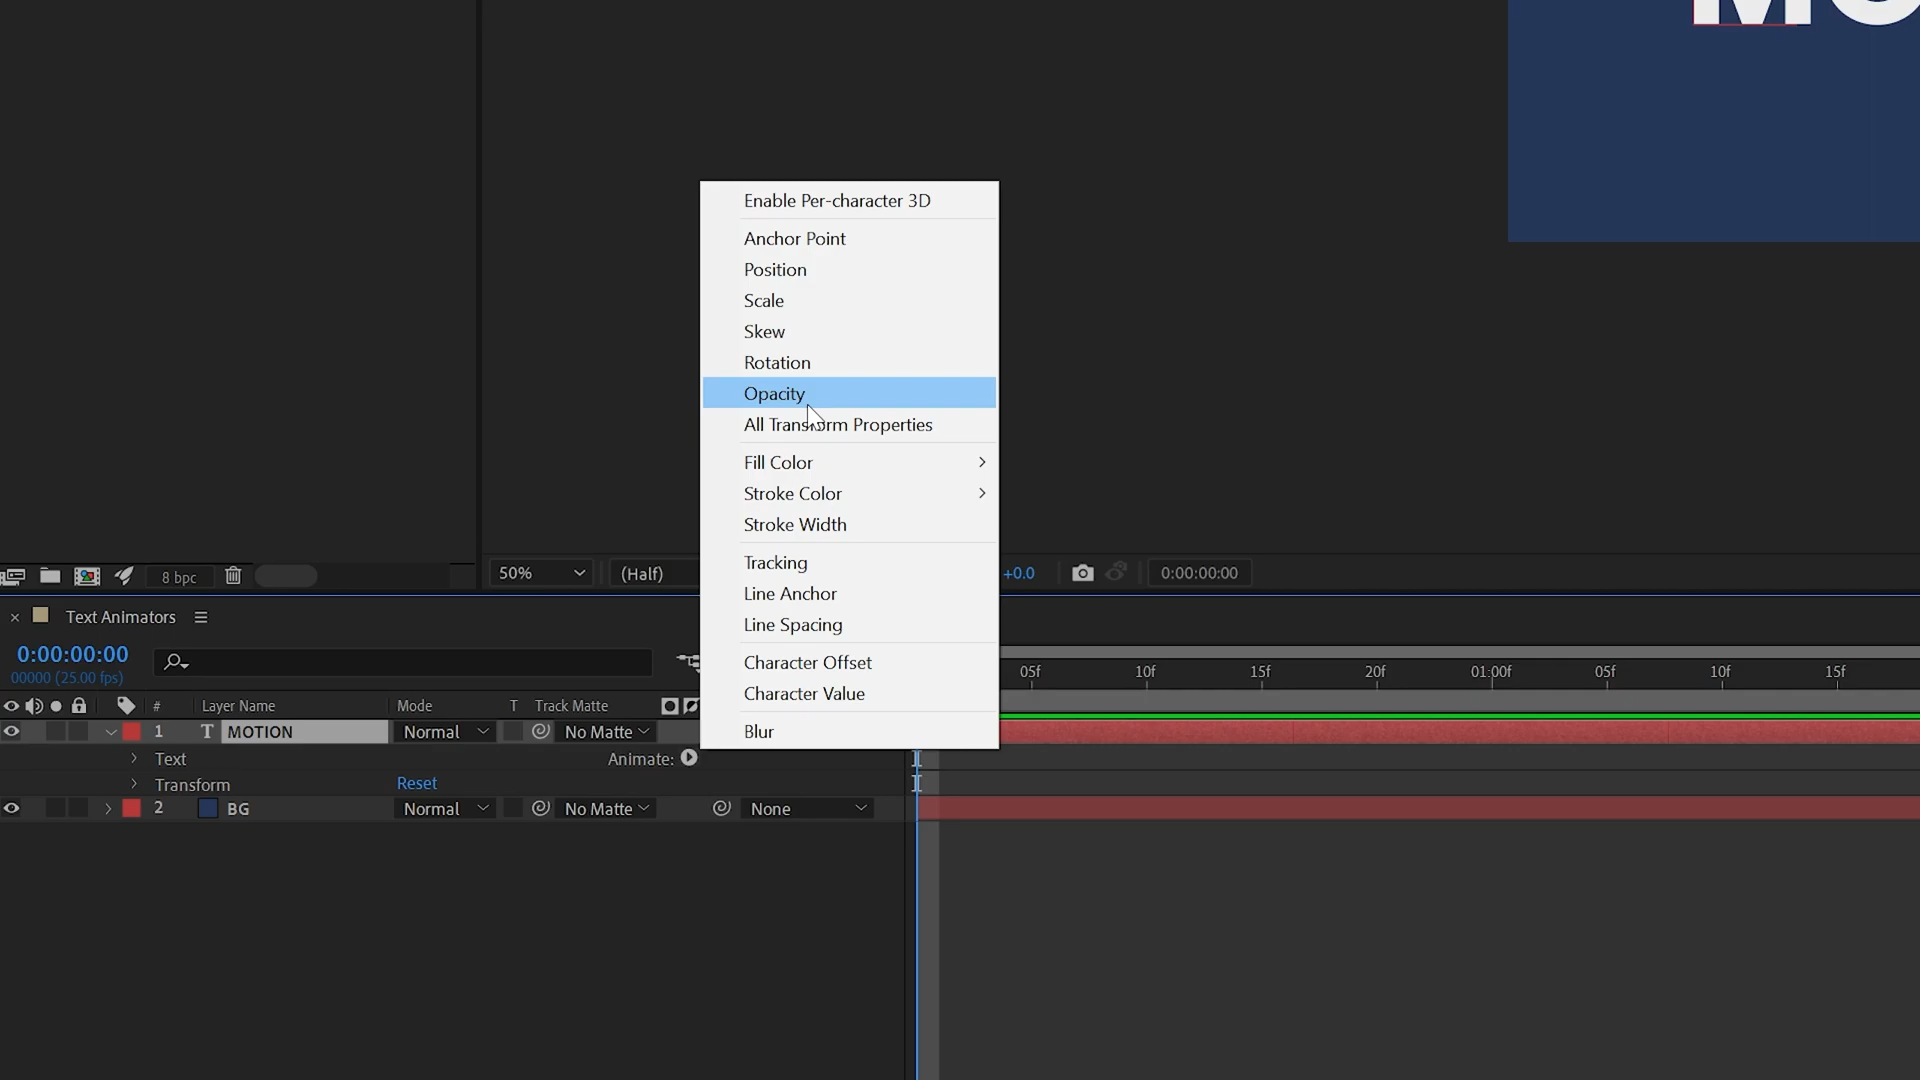 MO
Enable Per-character 3D
Anchor Point
Position
Scale
Skew
Rotation
Opacity
All Transform Properties
Fill Color
Stroke Color
Stroke Width
Tracking
Line Anchor
Line Spacing
Character Offset
Character Value
Blur
8 bpc
50%
(Half)
+0.0
0:00:00:00
Text Animators
0:00:00:00
00000 (25.00 fps)
05f 10f 15f 20f 01:00f 05f 10f 15f
# Layer Name Mode T Track Matte
1 T MOTION Normal No Matte
Text Animate:
Transform Reset
2 BG Normal No Matte None